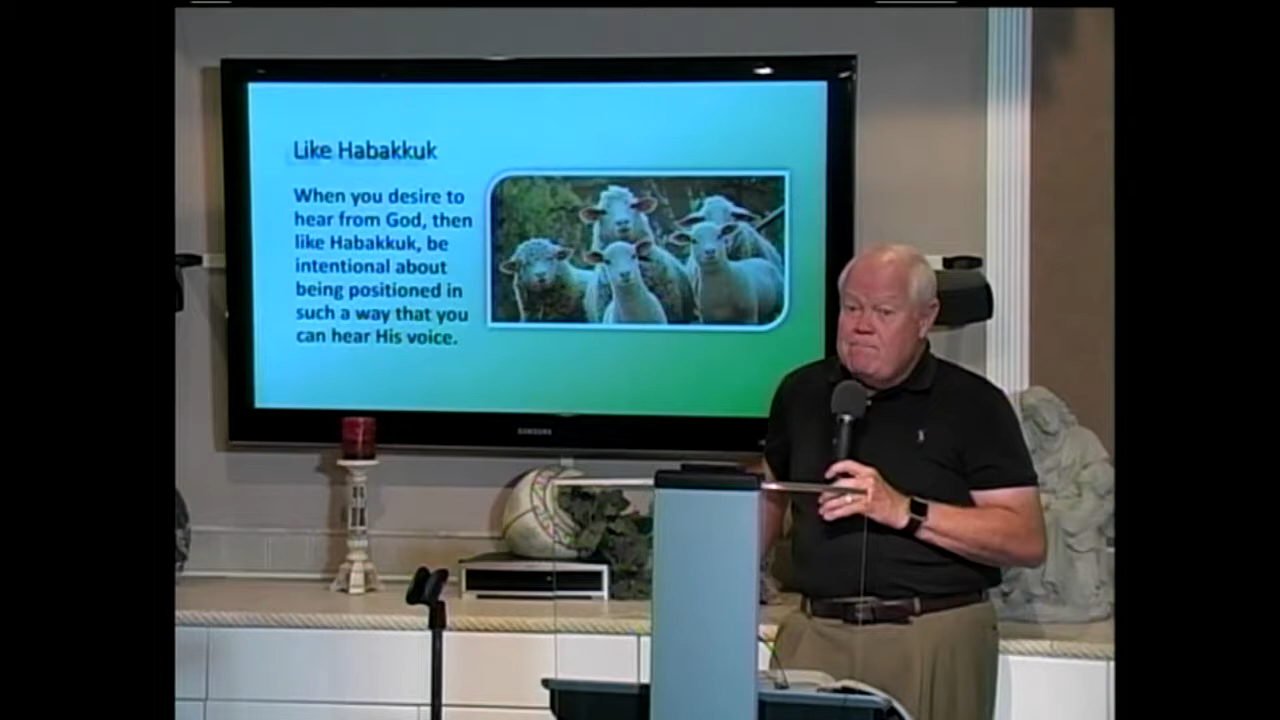 Like Habakkuk
When you desire to
hear from God, then
like Habakkuk, be
intentional about
being positioned in
such a way that you
can hear His voice.
SAMSUNG